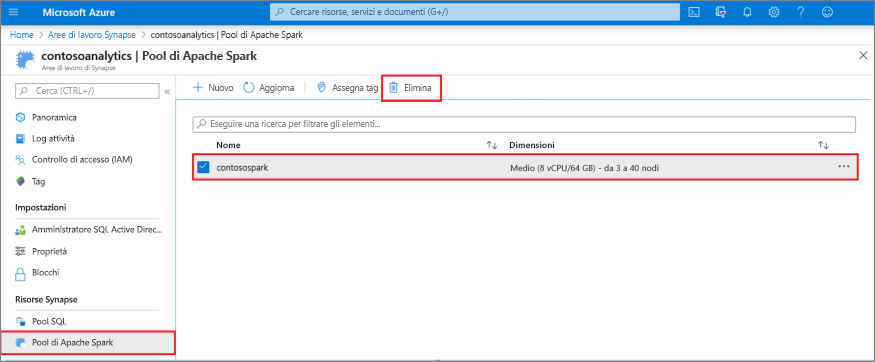 Microsoft Azure
Cercare risorse, servizi e documenti (G+/)
Home > Aree di lavoro Synapse > contosoanalytics | Pool di Apache Spark
contosoanalytics | Pool di Apache Spark
Aree di lavoro di Synapse
Cerca (CTRL+/)
«
Nuovo
Aggiorna
Assegna tag
Elimina
Panoramica
Log attività
Controllo di accesso (IAM)
Tag
Impostazioni
Amministratore SQL Active Direc...
Proprietà
Blocchi
Risorse Synapse
Pool SQL
Pool di Apache Spark
Eseguire una ricerca per filtrare gli elementi...
Nome
Dimensioni
contosospark
Medio (8 vCPU/64 GB) - da 3 a 40 nodi